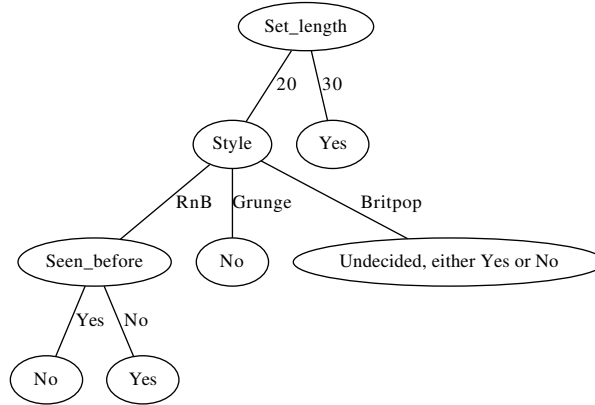 Set_length
20
30
Style
Yes
RnB
Grunge
Britpop
Seen_before
No
Undecided, either Yes or No
Yes
No
No
Yes